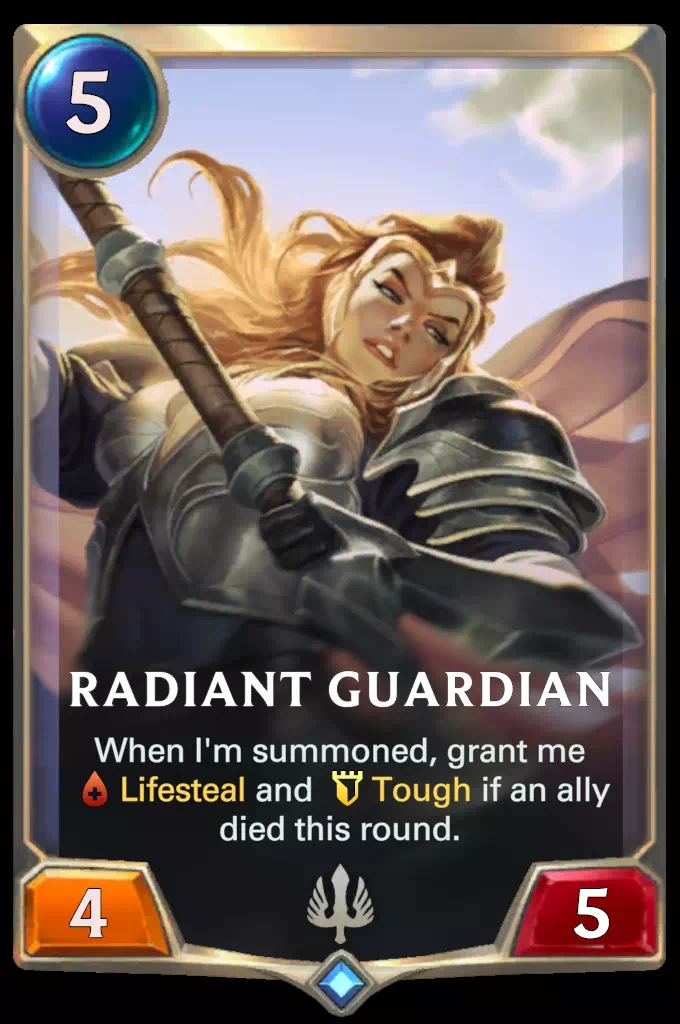 5
RADIANT GUARDIAN
When I'm summoned, grant me
Lifesteal and Tough if an ally
died this round.
4
5